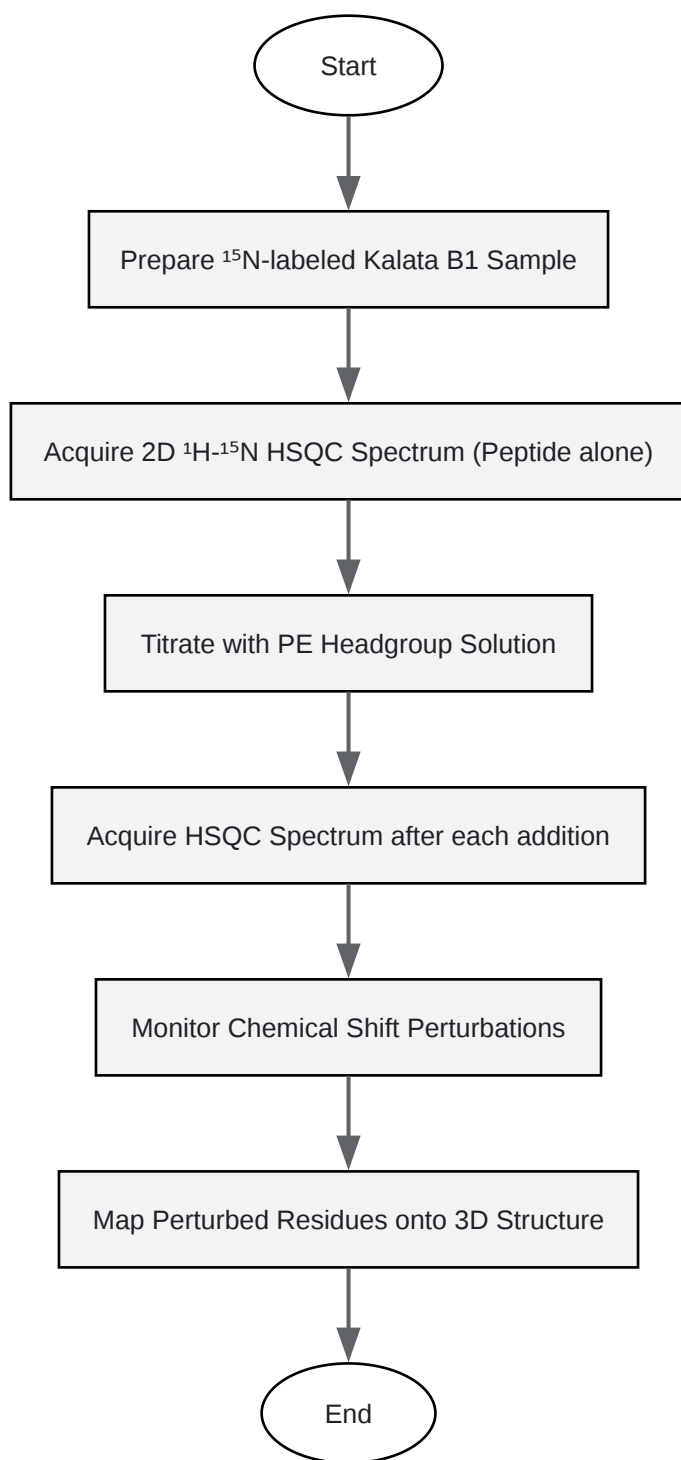 Start
Prepare ¹⁵N-labeled Kalata B1 Sample
Acquire 2D ¹H-¹⁵N HSQC Spectrum (Peptide alone)
Titrate with PE Headgroup Solution
Acquire HSQC Spectrum after each addition
Monitor Chemical Shift Perturbations
Map Perturbed Residues onto 3D Structure
End